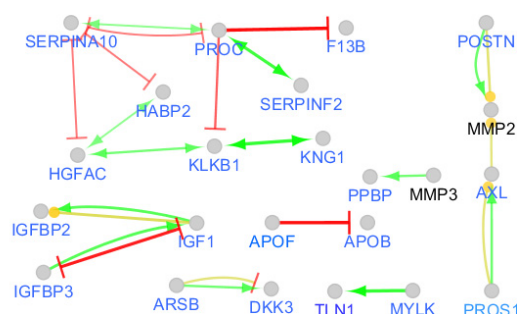 SERPINA10
PROC
F13B
POSTN
HABP2
SERPINF2
MMP2
HGFAC
KLKB1
KNG1
PPBP
MMP3
AXL
IGFBP2
IGF1
APOF
APOB
IGFBP3
ARSB
DKK3
TLN1
MYLK
PROS1